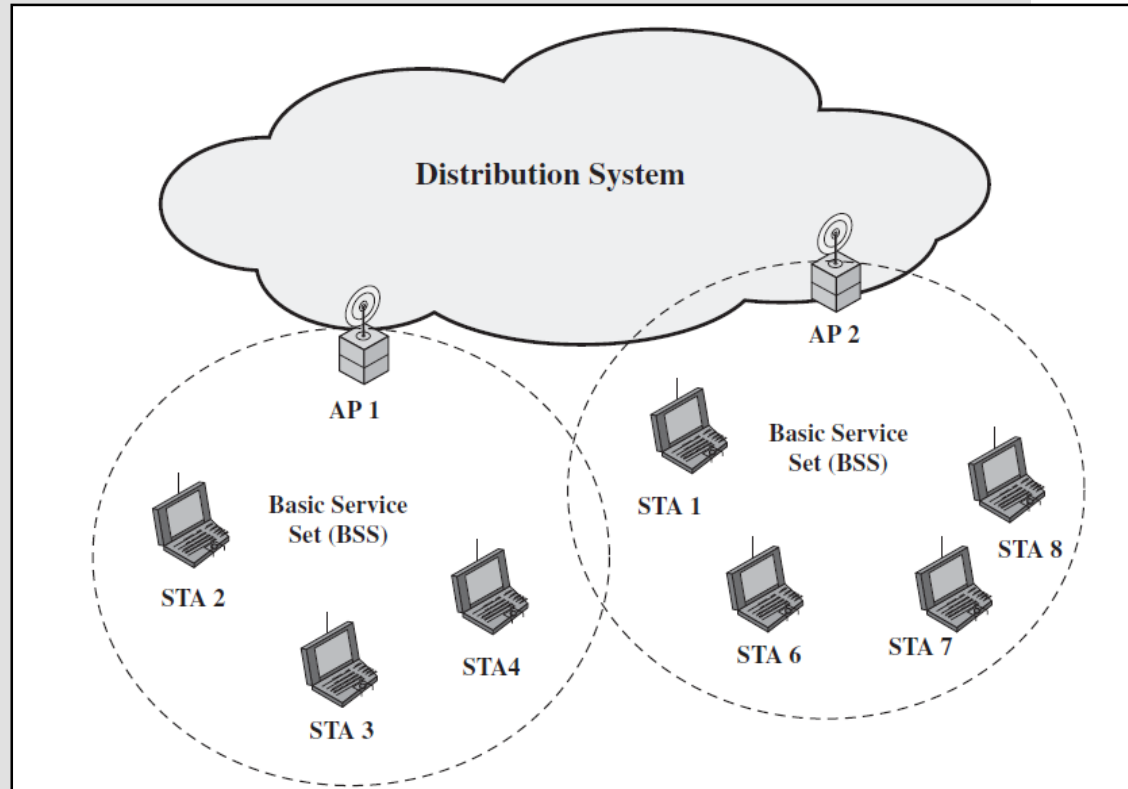 Distribution System
AP 2
AP 1
Basic Service
Set (BSS)
STA 1
STA 8
Basic Service
Set (BSS)
STA 2
STA 6
STA 7
STA4
STA 3